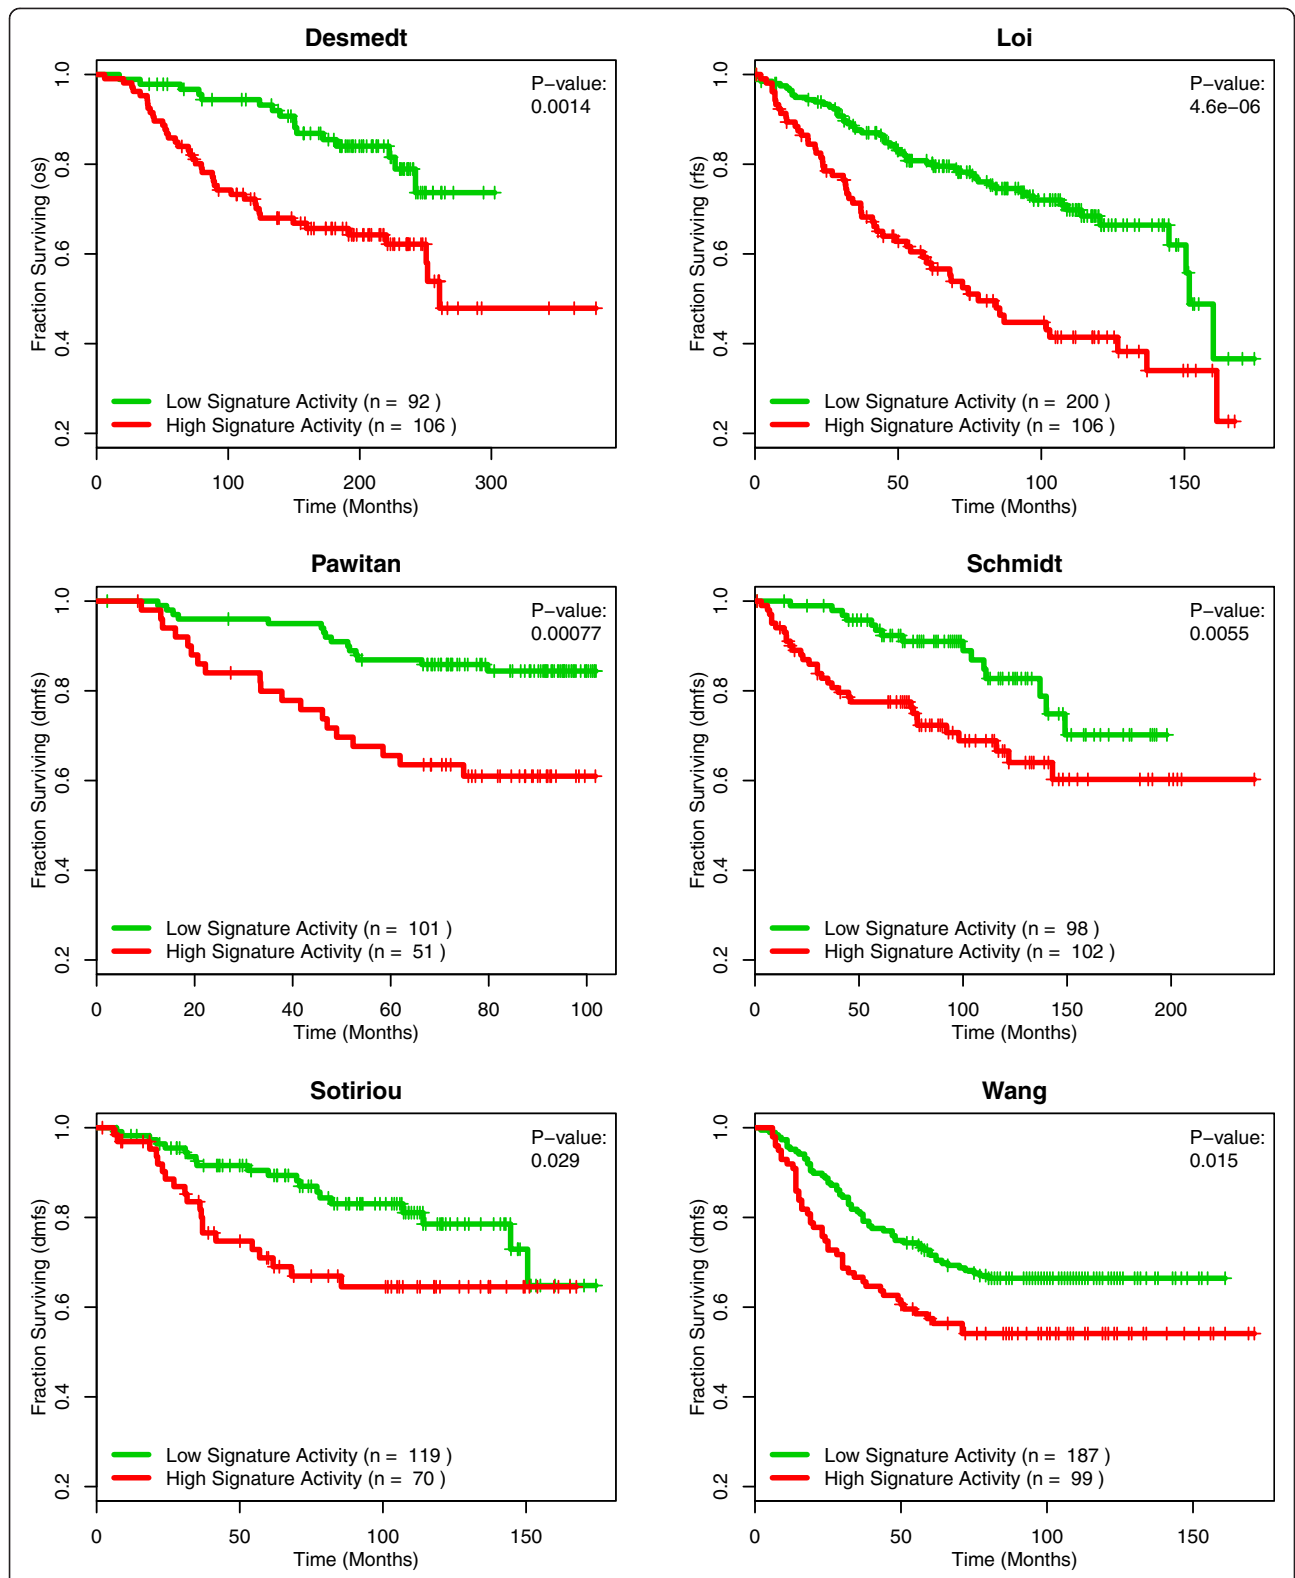 Desmedt
P-value:
0.0014
Fraction Surviving (os)
1.0
0.8
0.6
0.4
0.2
Low Signature Activity (n = 92 )
High Signature Activity (n = 106 )
0 100 200 300
Time (Months)
Loi
P-value:
4.6e-06
Fraction Surviving (rfs)
1.0
0.8
0.6
0.4
0.2
Low Signature Activity (n = 200 )
High Signature Activity (n = 106 )
0 50 100 150
Time (Months)
Pawitan
P-value:
0.00077
Fraction Surviving (dmfs)
1.0
0.8
0.6
0.4
0.2
Low Signature Activity (n = 101 )
High Signature Activity (n = 51 )
0 20 40 60 80 100
Time (Months)
Schmidt
P-value:
0.0055
Fraction Surviving (dmfs)
1.0
0.8
0.6
0.4
0.2
Low Signature Activity (n = 98 )
High Signature Activity (n = 102 )
0 50 100 150 200
Time (Months)
Sotiriou
P-value:
0.029
Fraction Surviving (dmfs)
1.0
0.8
0.6
0.4
0.2
Low Signature Activity (n = 119 )
High Signature Activity (n = 70 )
0 50 100 150
Time (Months)
Wang
P-value:
0.015
Fraction Surviving (dmfs)
1.0
0.8
0.6
0.4
0.2
Low Signature Activity (n = 187 )
High Signature Activity (n = 99 )
0 50 100 150
Time (Months)